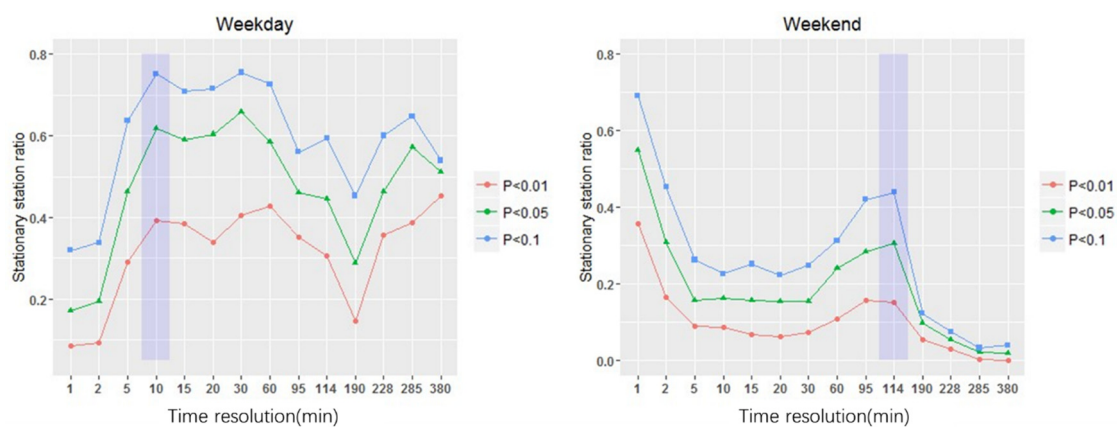 Weekday
Stationary station ratio
0.8
0.6
0.4
0.2
1 2 5 10 15 20 30 60 95 114 190 228 285 380
Time resolution(min)
P<0.01
P<0.05
P<0.1
Weekend
Stationary station ratio
0.8
0.6
0.4
0.2
0.0
1 2 5 10 15 20 30 60 95 114 190 228 285 380
Time resolution(min)
P<0.01
P<0.05
P<0.1